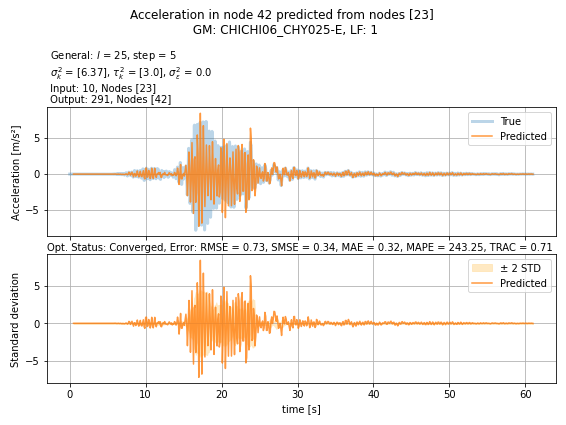 Acceleration in node 42 predicted from nodes [23]
GM: CHICHI06_CHY025-E, LF: 1
General: l = 25, step = 5
σ²ₖ = [6.37], τ²ₖ = [3.0], σ²ε = 0.0
Input: 10, Nodes [23]
Output: 291, Nodes [42]
True
Predicted
Acceleration [m/s²]
5
0
−5
Opt. Status: Converged, Error: RMSE = 0.73, SMSE = 0.34, MAE = 0.32, MAPE = 243.25, TRAC = 0.71
± 2 STD
Predicted
Standard deviation
5
0
−5
0 10 20 30 40 50 60
time [s]